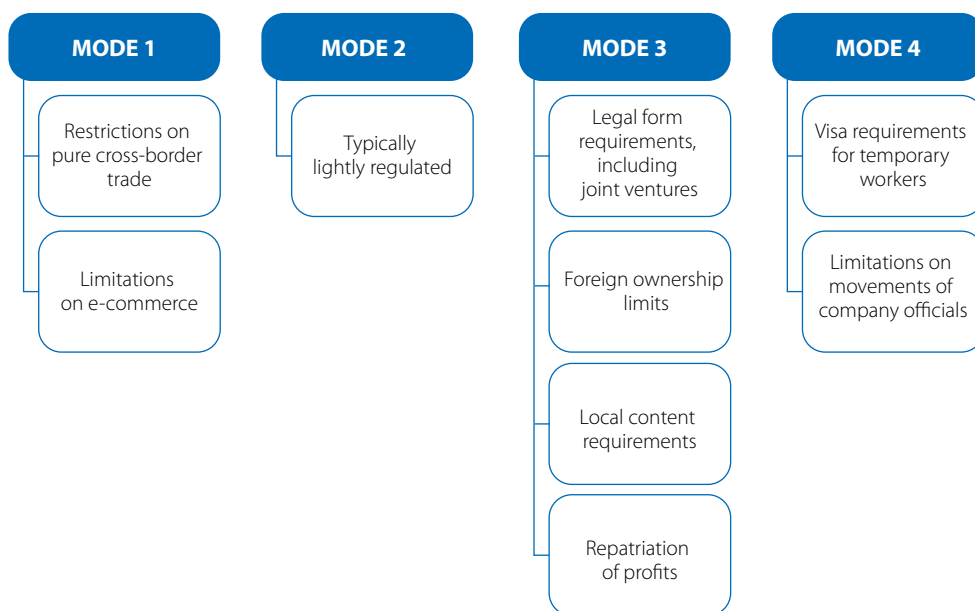 MODE 1
Restrictions on
pure cross-border
trade
Limitations
on e-commerce
MODE 2
Typically
lightly regulated
MODE 3
Legal form
requirements,
including
joint ventures
Foreign ownership
limits
Local content
requirements
Repatriation
of profits
MODE 4
Visa requirements
for temporary
workers
Limitations on
movements of
company officials